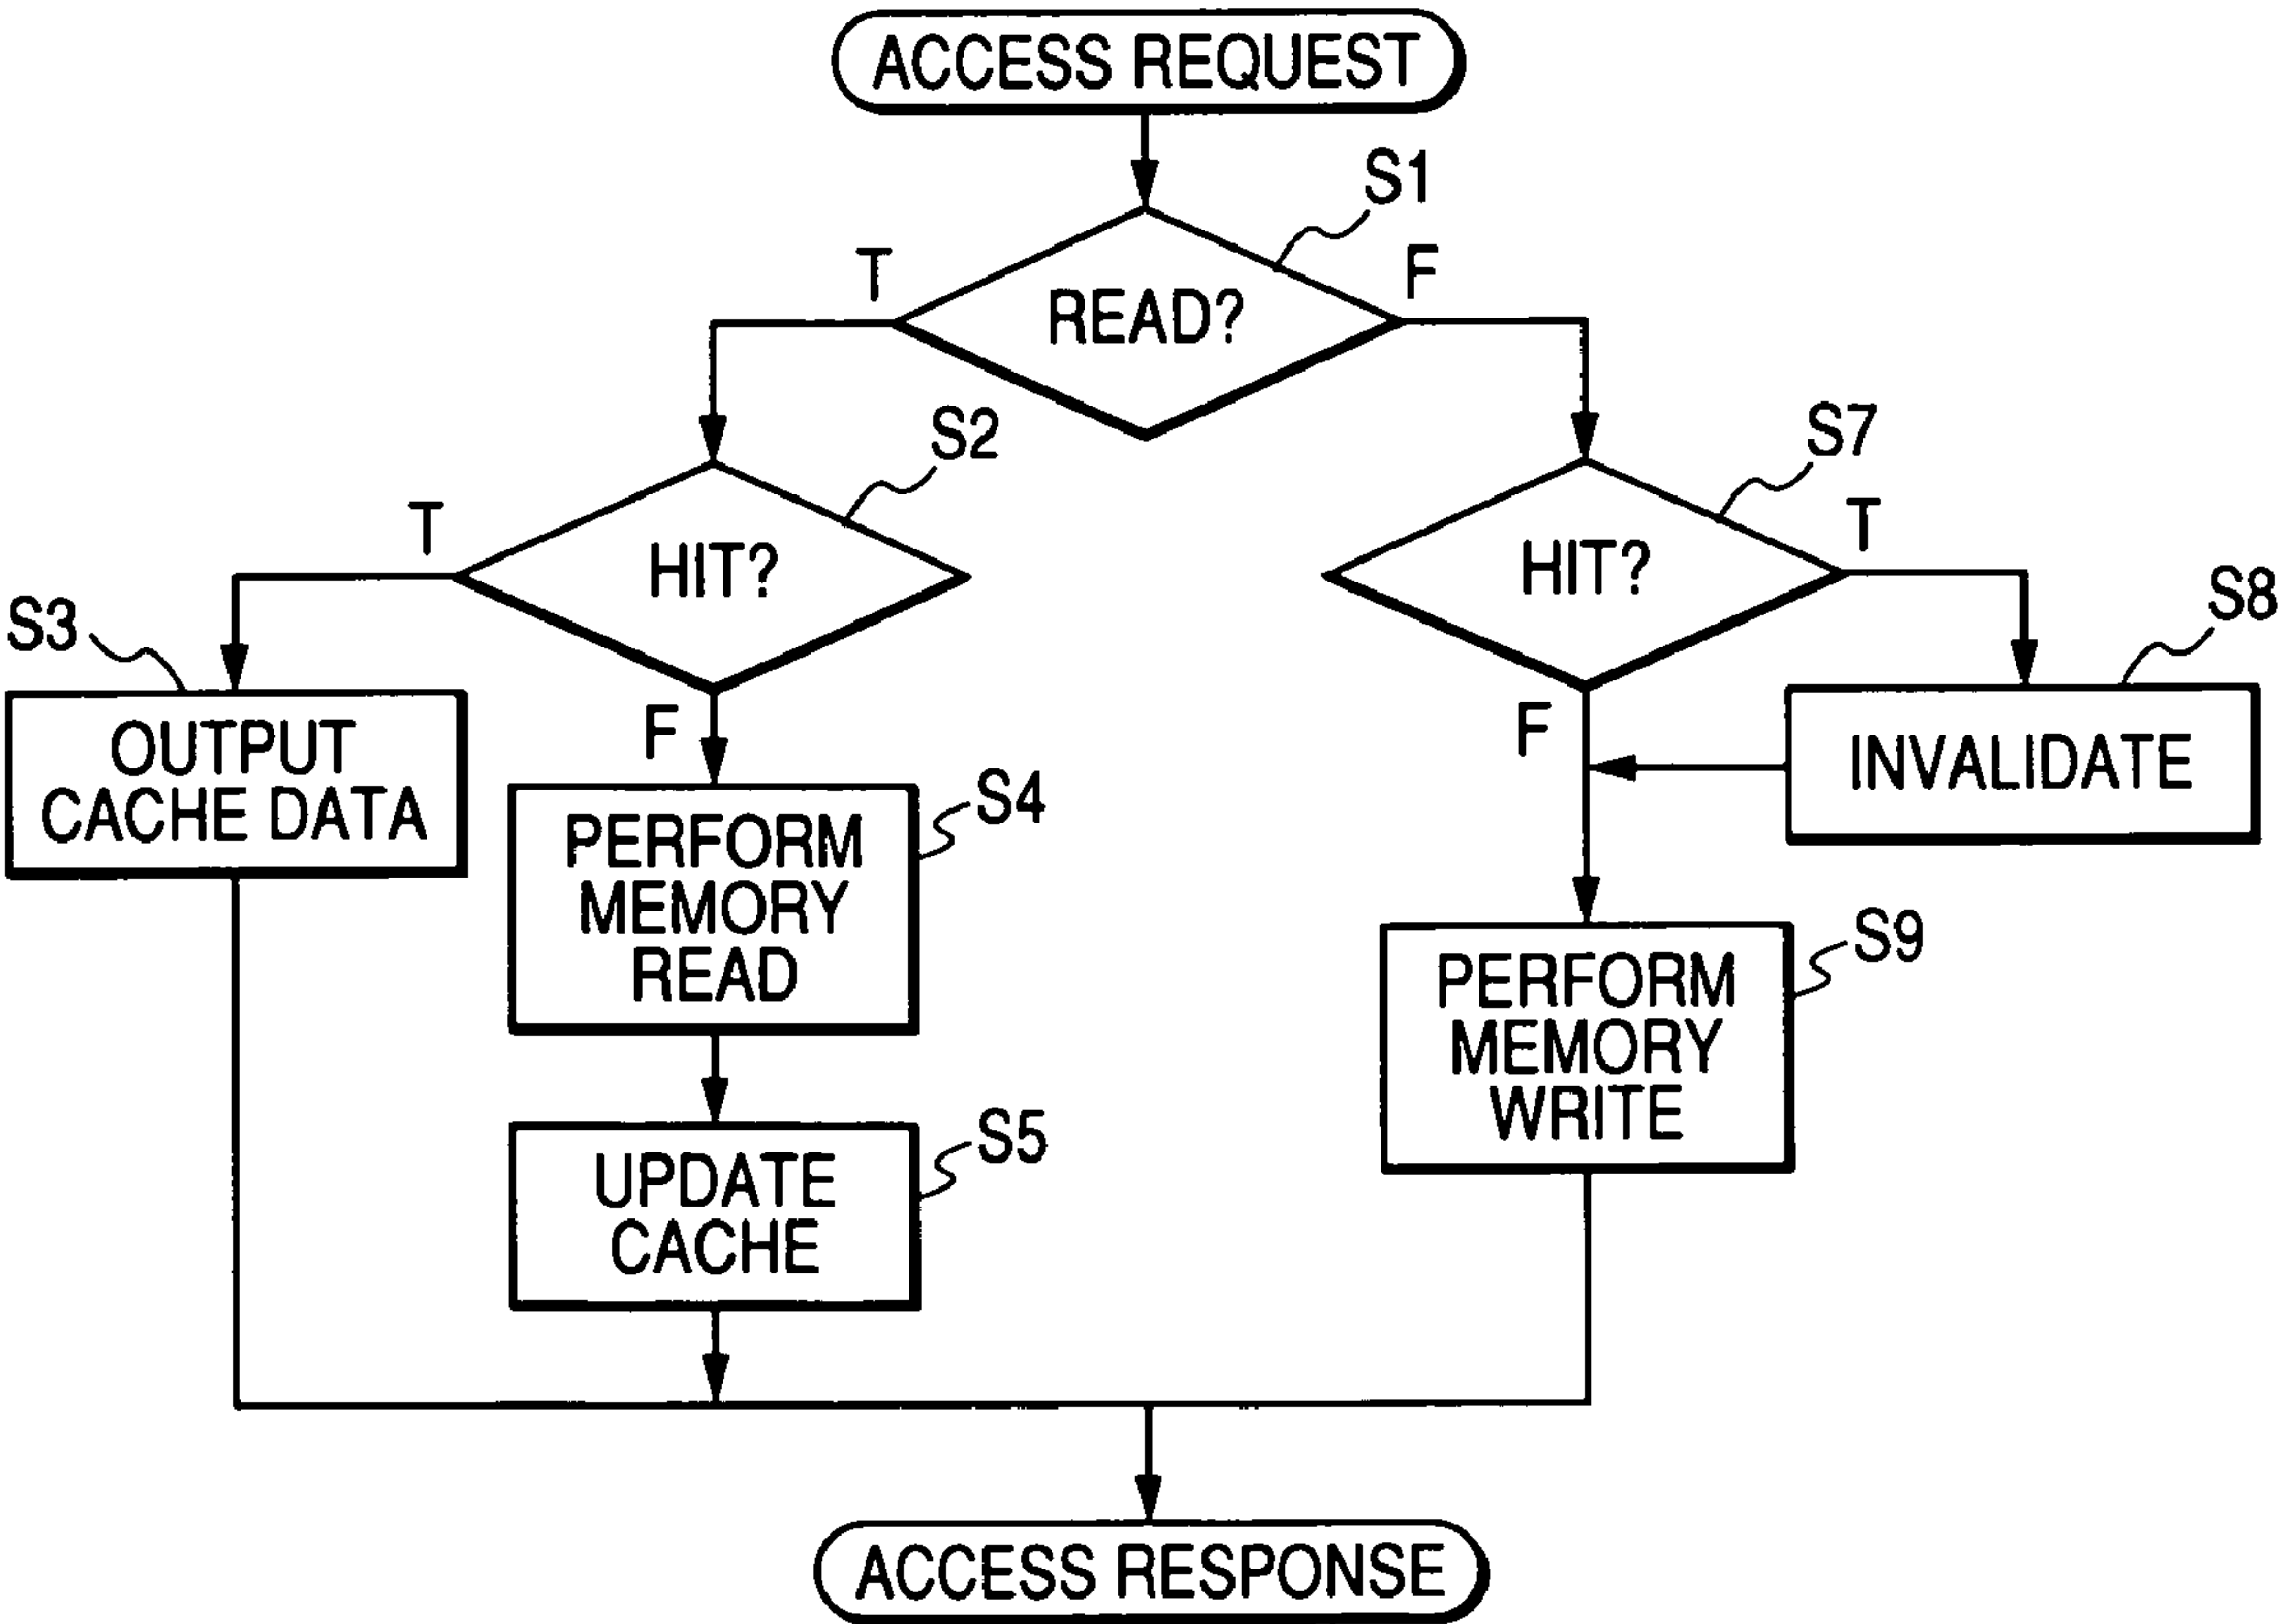 ACCESS REQUEST
S1
T
F
READ?
S2
S7
T
HIT?
HIT?
T
S3
S8
OUTPUT
CACHE DATA
F
F
INVALIDATE
S4
PERFORM
MEMORY
READ
S9
PERFORM
MEMORY
WRITE
S5
UPDATE
CACHE
ACCESS RESPONSE